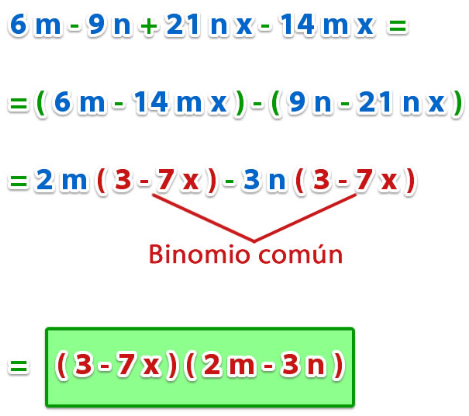 6 m - 9 n + 21 n x - 14 m x =
= ( 6 m - 14 m x ) - ( 9 n - 21 n x )
= 2 m ( 3 - 7 x ) - 3 n ( 3 - 7 x )
Binomio común
= ( 3 - 7 x ) ( 2 m - 3 n )